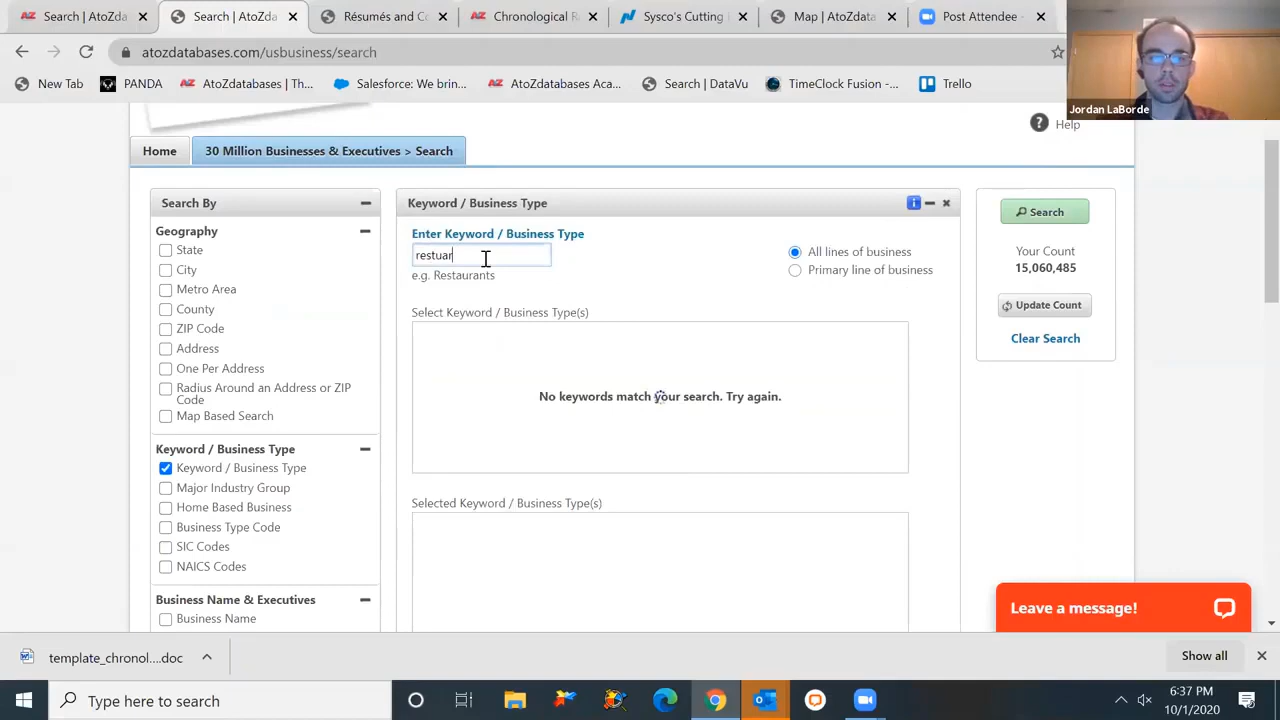 Search | AtoZdatab
Search | AtoZdatab
Résumés and Co
Chronological R
Sysco's Cutting E
Map | AtoZdatab
Post Attendee -
atozdatabases.com/usbusiness/search
New Tab
PANDA
AtoZdatabases | Th...
Salesforce: We brin...
AtoZdatabases Aca...
Search | DataVu
TimeClock Fusion -...
Trello
Jordan LaBorde
Help
Home
30 Million Businesses & Executives > Search
Search By
Geography
State
City
Metro Area
County
ZIP Code
Address
One Per Address
Radius Around an Address or ZIP
Code
Map Based Search
Keyword / Business Type
Keyword / Business Type
Major Industry Group
Home Based Business
Business Type Code
SIC Codes
NAICS Codes
Business Name & Executives
Business Name
Keyword / Business Type
Enter Keyword / Business Type
restuar
e.g. Restaurants
All lines of business
Primary line of business
Select Keyword / Business Type(s)
No keywords match your search. Try again.
Selected Keyword / Business Type(s)
Search
Your Count
15,060,485
Update Count
Clear Search
Leave a message!
template_chronol....doc
Show all
Type here to search
6:37 PM
10/1/2020